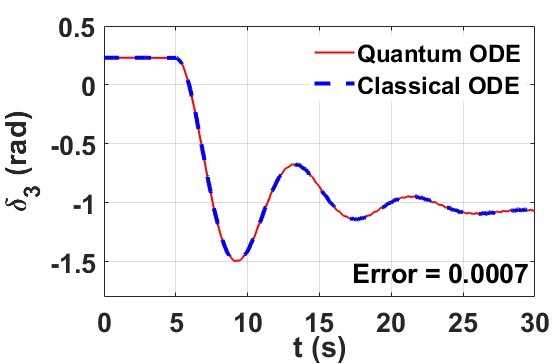 0.5
0
-0.5
-1
-1.5
δ3 (rad)
Quantum ODE
Classical ODE
Error = 0.0007
0 5 10 15 20 25 30
t (s)